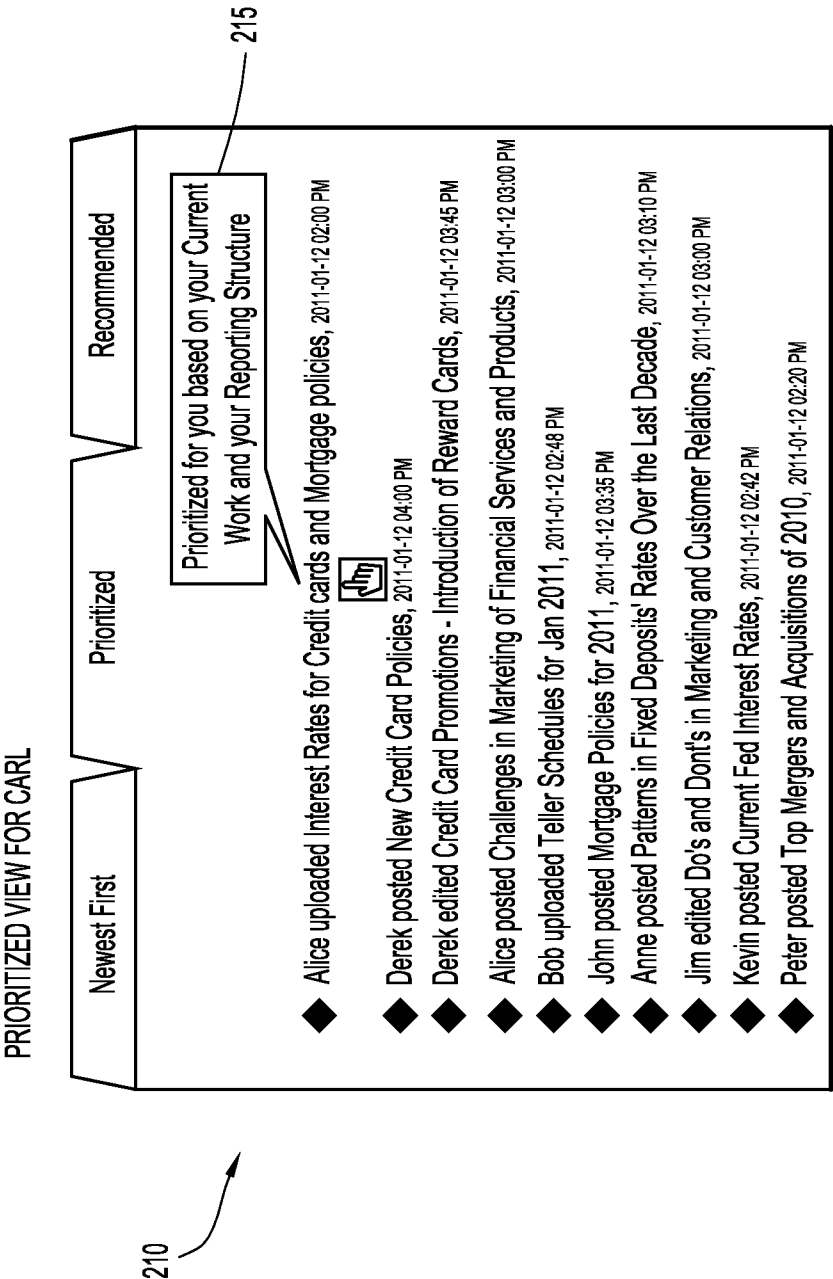 PRIORITIZED VIEW FOR CARL
Newest First
Prioritized
Recommended
Prioritized for you based on your Current
Work and your Reporting Structure
215
Alice uploaded Interest Rates for Credit cards and Mortgage policies, 2011-01-12 02:00 PM
Derek posted New Credit Card Policies, 2011-01-12 04:00 PM
Derek edited Credit Card Promotions - Introduction of Reward Cards, 2011-01-12 03:45 PM
Alice posted Challenges in Marketing of Financial Services and Products, 2011-01-12 03:00 PM
Bob uploaded Teller Schedules for Jan 2011, 2011-01-12 02:48 PM
John posted Mortgage Policies for 2011, 2011-01-12 03:35 PM
Anne posted Patterns in Fixed Deposits' Rates Over the Last Decade, 2011-01-12 03:10 PM
Jim edited Do's and Dont's in Marketing and Customer Relations, 2011-01-12 03:00 PM
Kevin posted Current Fed Interest Rates, 2011-01-12 02:42 PM
Peter posted Top Mergers and Acquisitions of 2010, 2011-01-12 02:20 PM
210